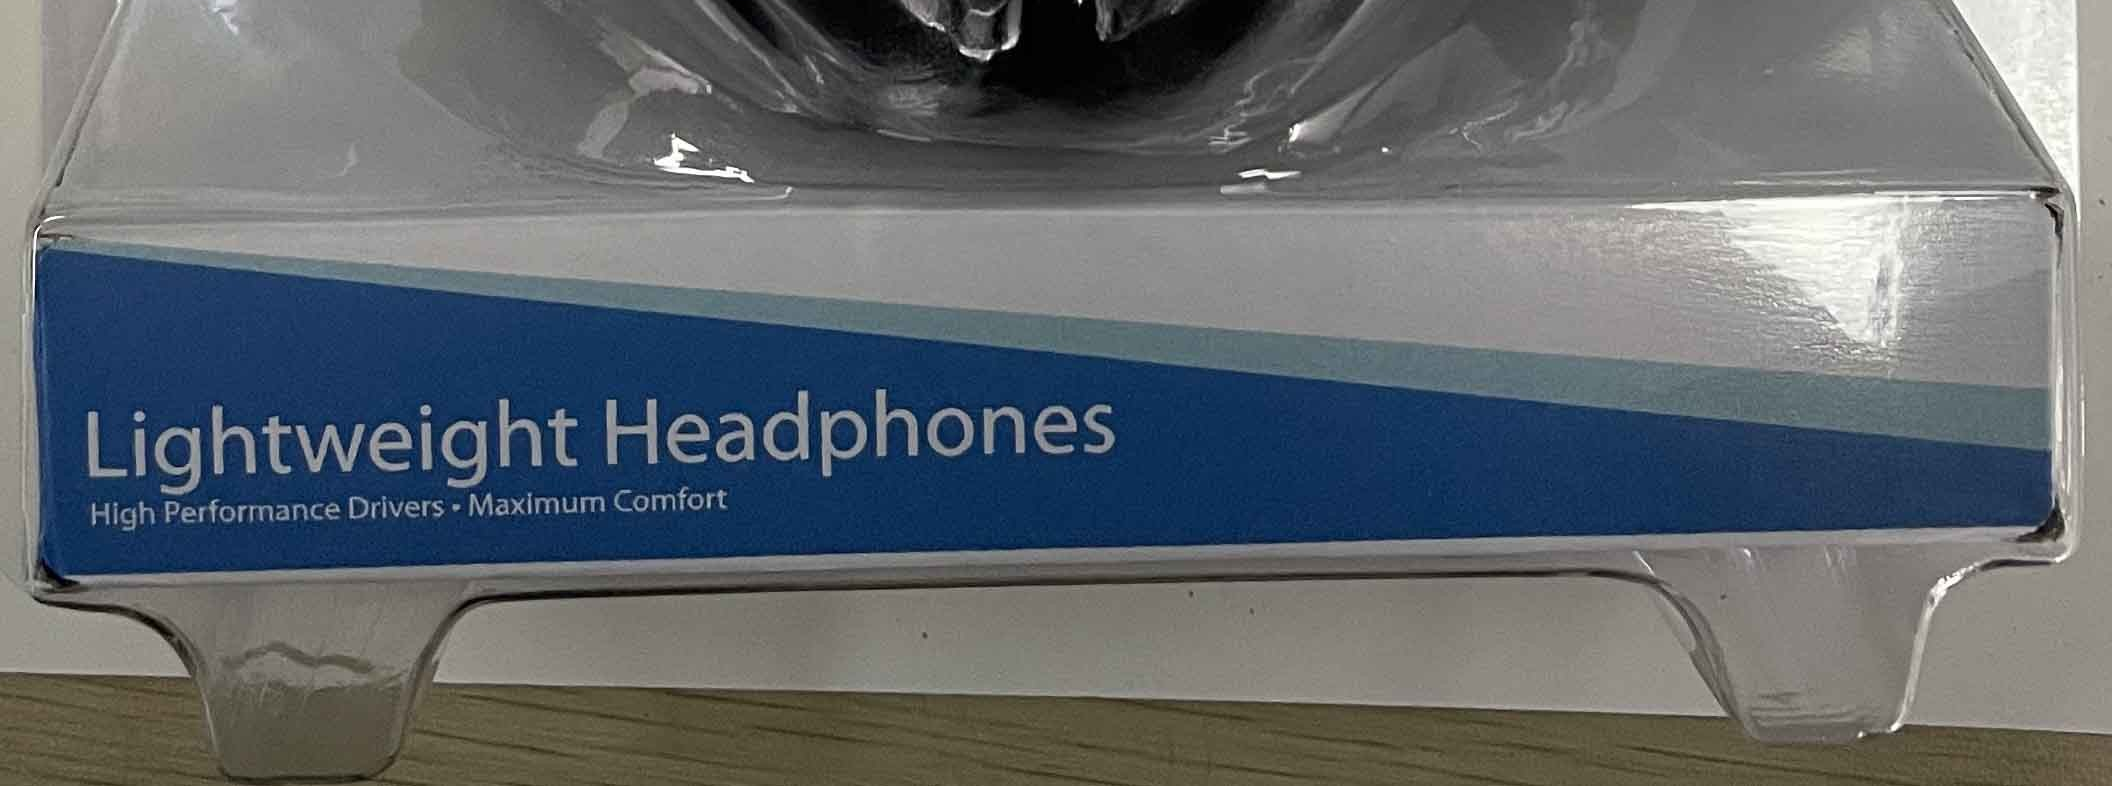 Lightweight Headphones
High Performance Drivers • Maximum Comfort